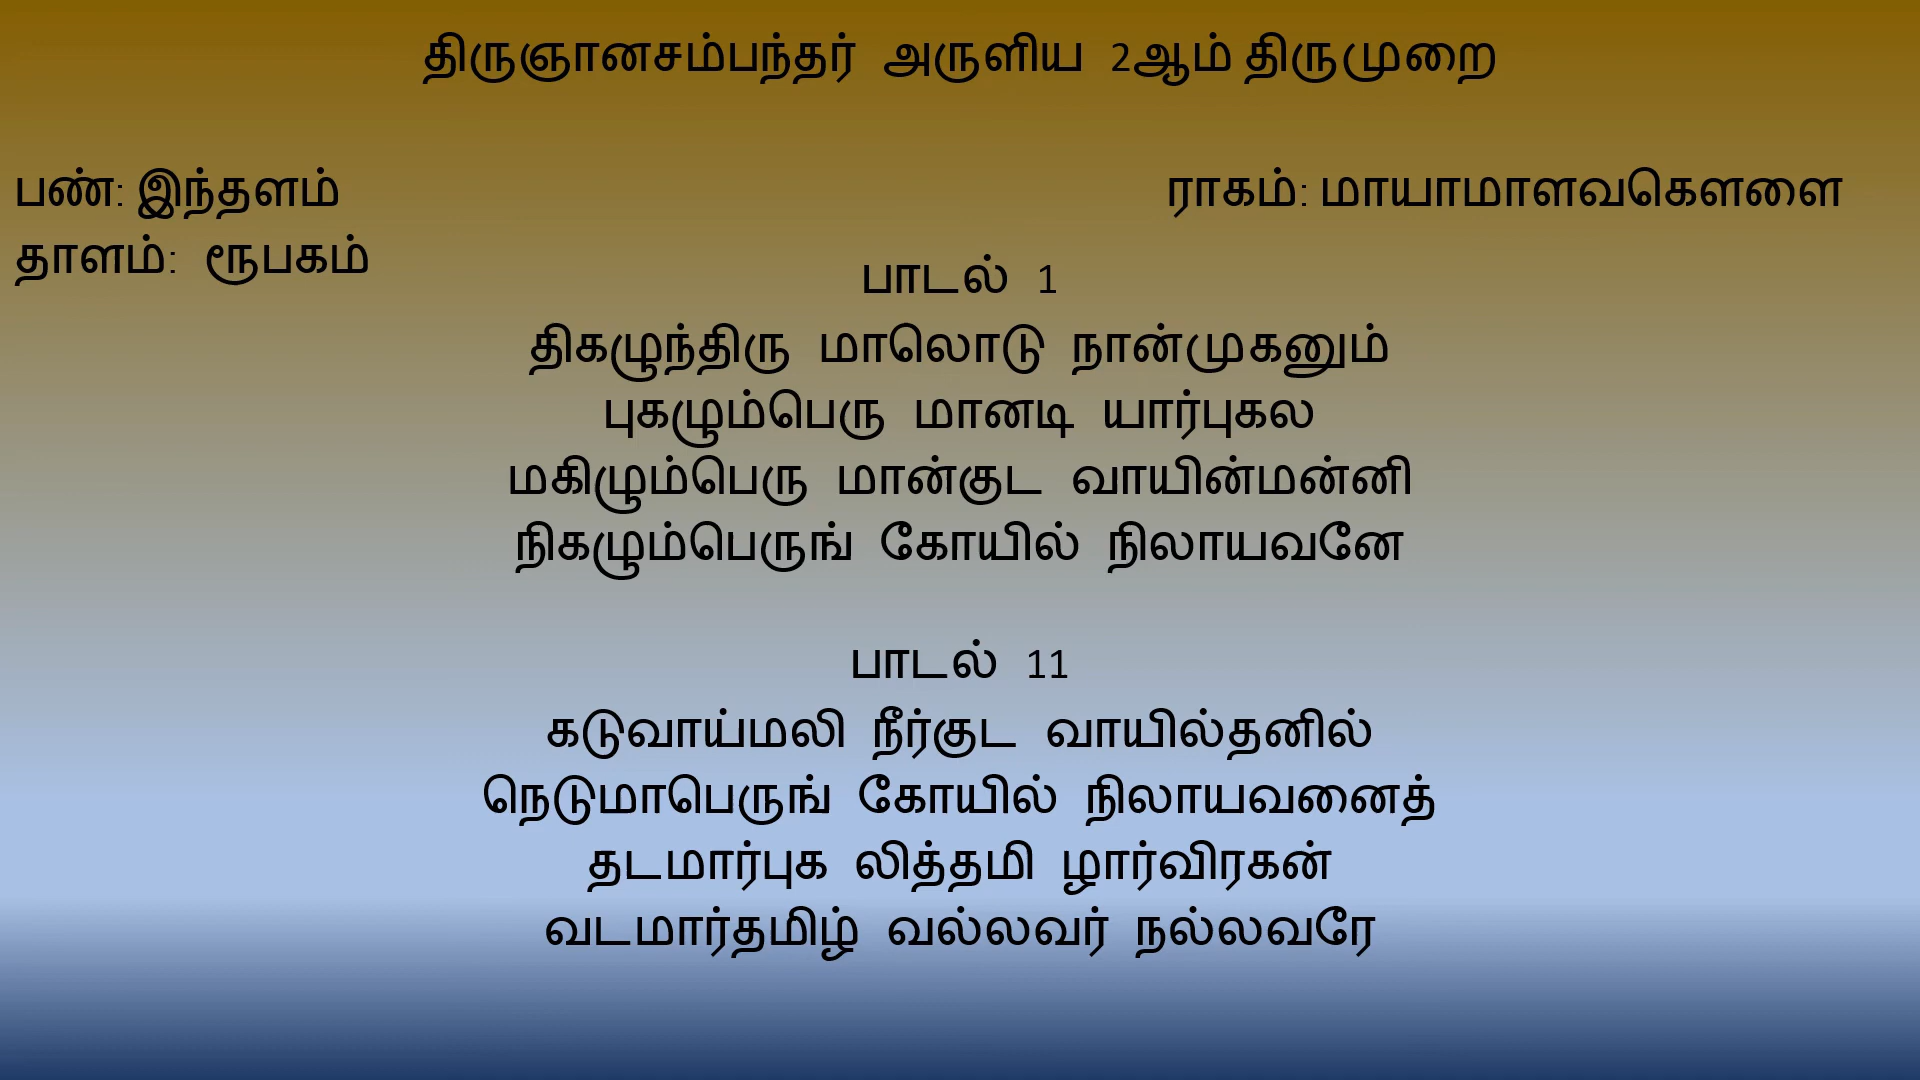 திருஞானசம்பந்தர் அருளிய 2ஆம் திருமுறை
பண்: இந்தளம் ராகம்: மாயாமாளவகௌளை
தாளம்: ரூபகம்
பாடல் 1
திகழுந்திரு மாலொடு நான்முகனும்
புகழும்பெரு மானடி யார்புகல
மகிழும்பெரு மான்குட வாயின்மன்னி
நிகழும்பெருங் கோயில் நிலாயவனே
பாடல் 11
கடுவாய்மலி நீர்குட வாயில்தனில்
நெடுமாபெருங் கோயில் நிலாயவனைத்
தடமார்புக லித்தமி ழார்விரகன்
வடமார்தமிழ் வல்லவர் நல்லவரே